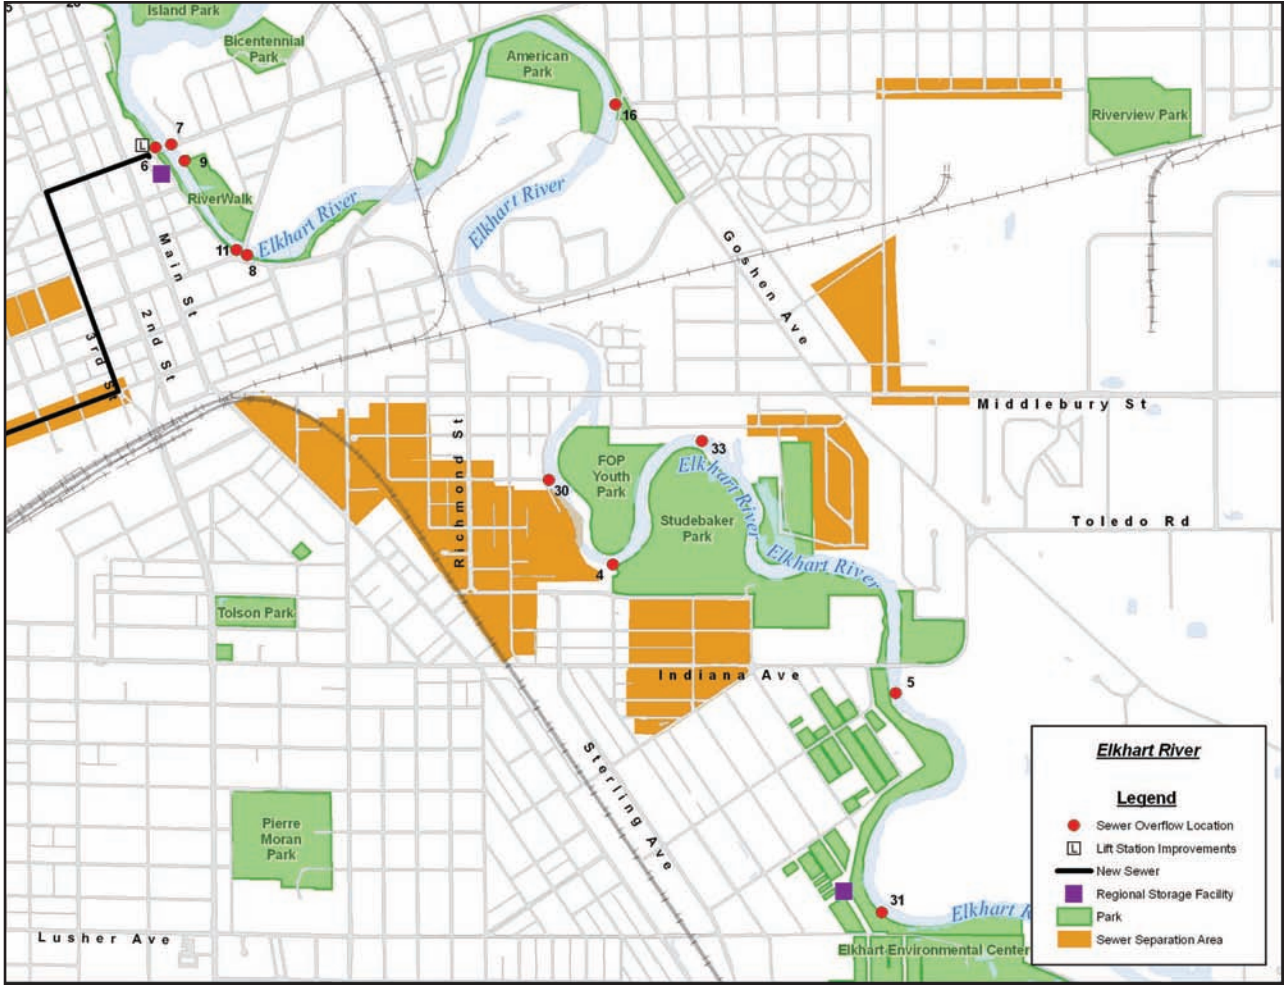 Island Park
Bicentennial
Park
American
Park
16
Riverview Park
7
L
6
9
RiverWalk
Elkhart River
Elkhart River
11
8
Main St
2nd St
3rd St
Goshen Ave
Middlebury St
Richmond St
FOP
Youth
Park
33
Elkhart River
30
Studebaker
Park
Toledo Rd
Elkhart River
4
Tolson Park
Indiana Ave
5
Sterling Ave
Pierre
Moran
Park
31
Elkhart R
Lusher Ave
Elkhart Environmental Center
Elkhart River
Legend
Sewer Overflow Location
L Lift Station Improvements
New Sewer
Regional Storage Facility
Park
Sewer Separation Area